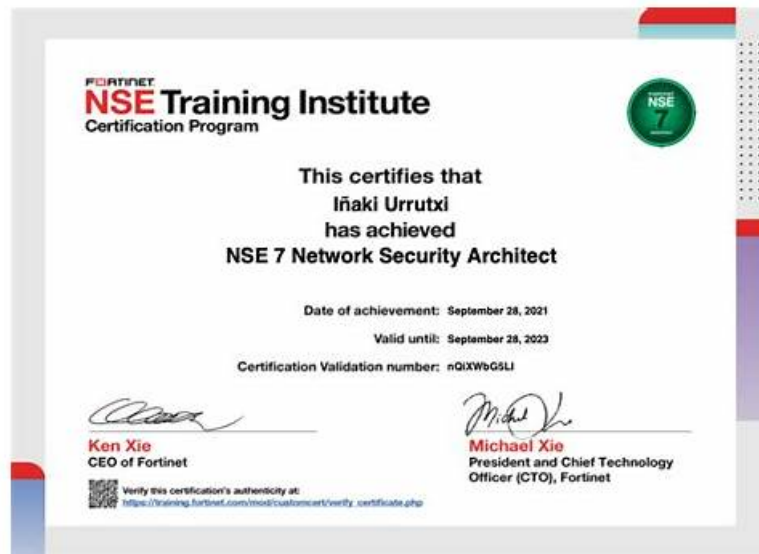 FORTINET
NSE Training Institute
Certification Program
NSE
7
This certifies that
Iñaki Urrutxi
has achieved
NSE 7 Network Security Architect
Date of achievement: September 28, 2021
Valid until: September 28, 2023
Certification Validation number: nQiXWbG5LI
Ken Xie
CEO of Fortinet
Michael Xie
President and Chief Technology
Officer (CTO), Fortinet
Verify this certification's authenticity at:
https://training.fortinet.com/mod/customcert/verify_certificate.php